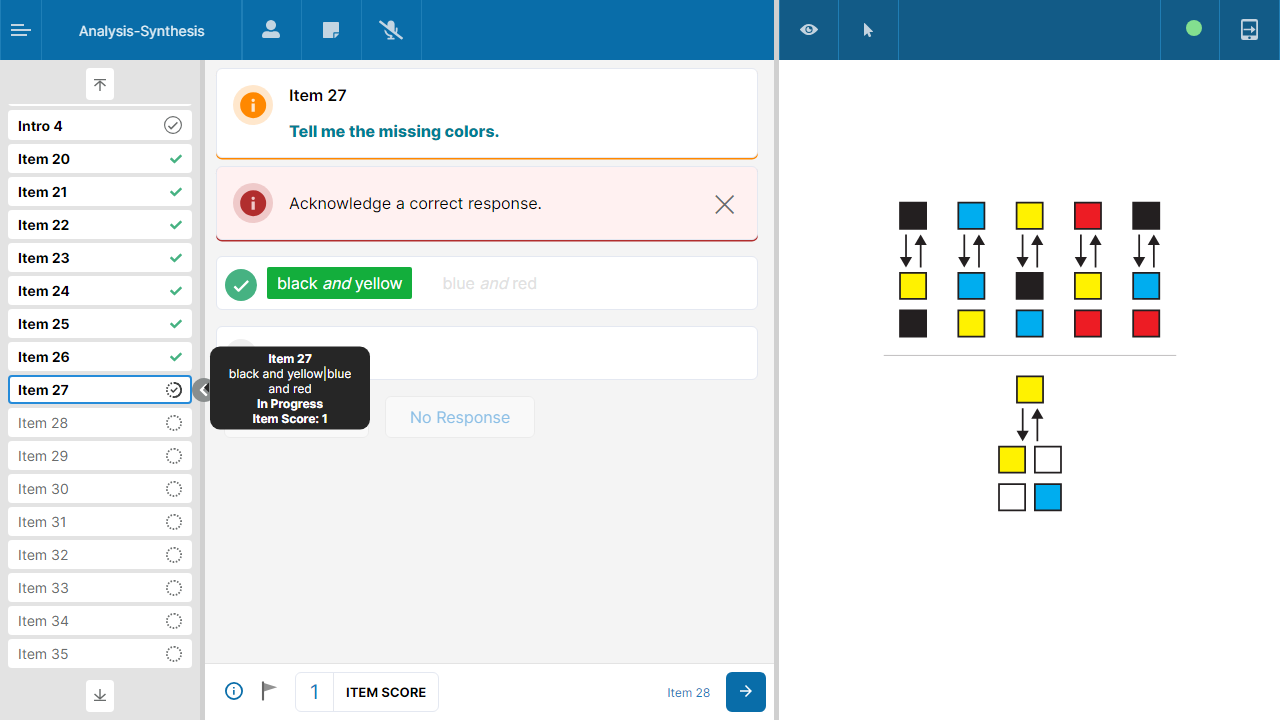 Analysis-Synthesis
Intro 4
Item 20
Item 21
Item 22
Item 23
Item 24
Item 25
Item 26
Item 27
Item 28
Item 29
Item 30
Item 31
Item 32
Item 33
Item 34
Item 35
Item 27
Tell me the missing colors.
Acknowledge a correct response.
black and yellow
blue and red
Item 27
black and yellow|blue
and red
In Progress
Item Score: 1
No Response
1
ITEM SCORE
Item 28